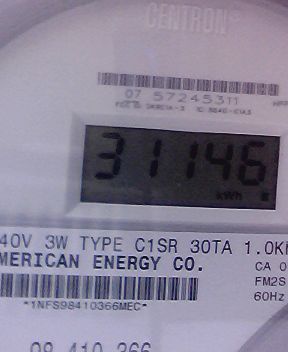 CENTRON®
07 57245311
31146
kWh
40V 3W TYPE C1SR 30TA 1.0K
MERICAN ENERGY CO.
CA 0
FM2S
60Hz
*1NFS98410366MEC*
98 410 366